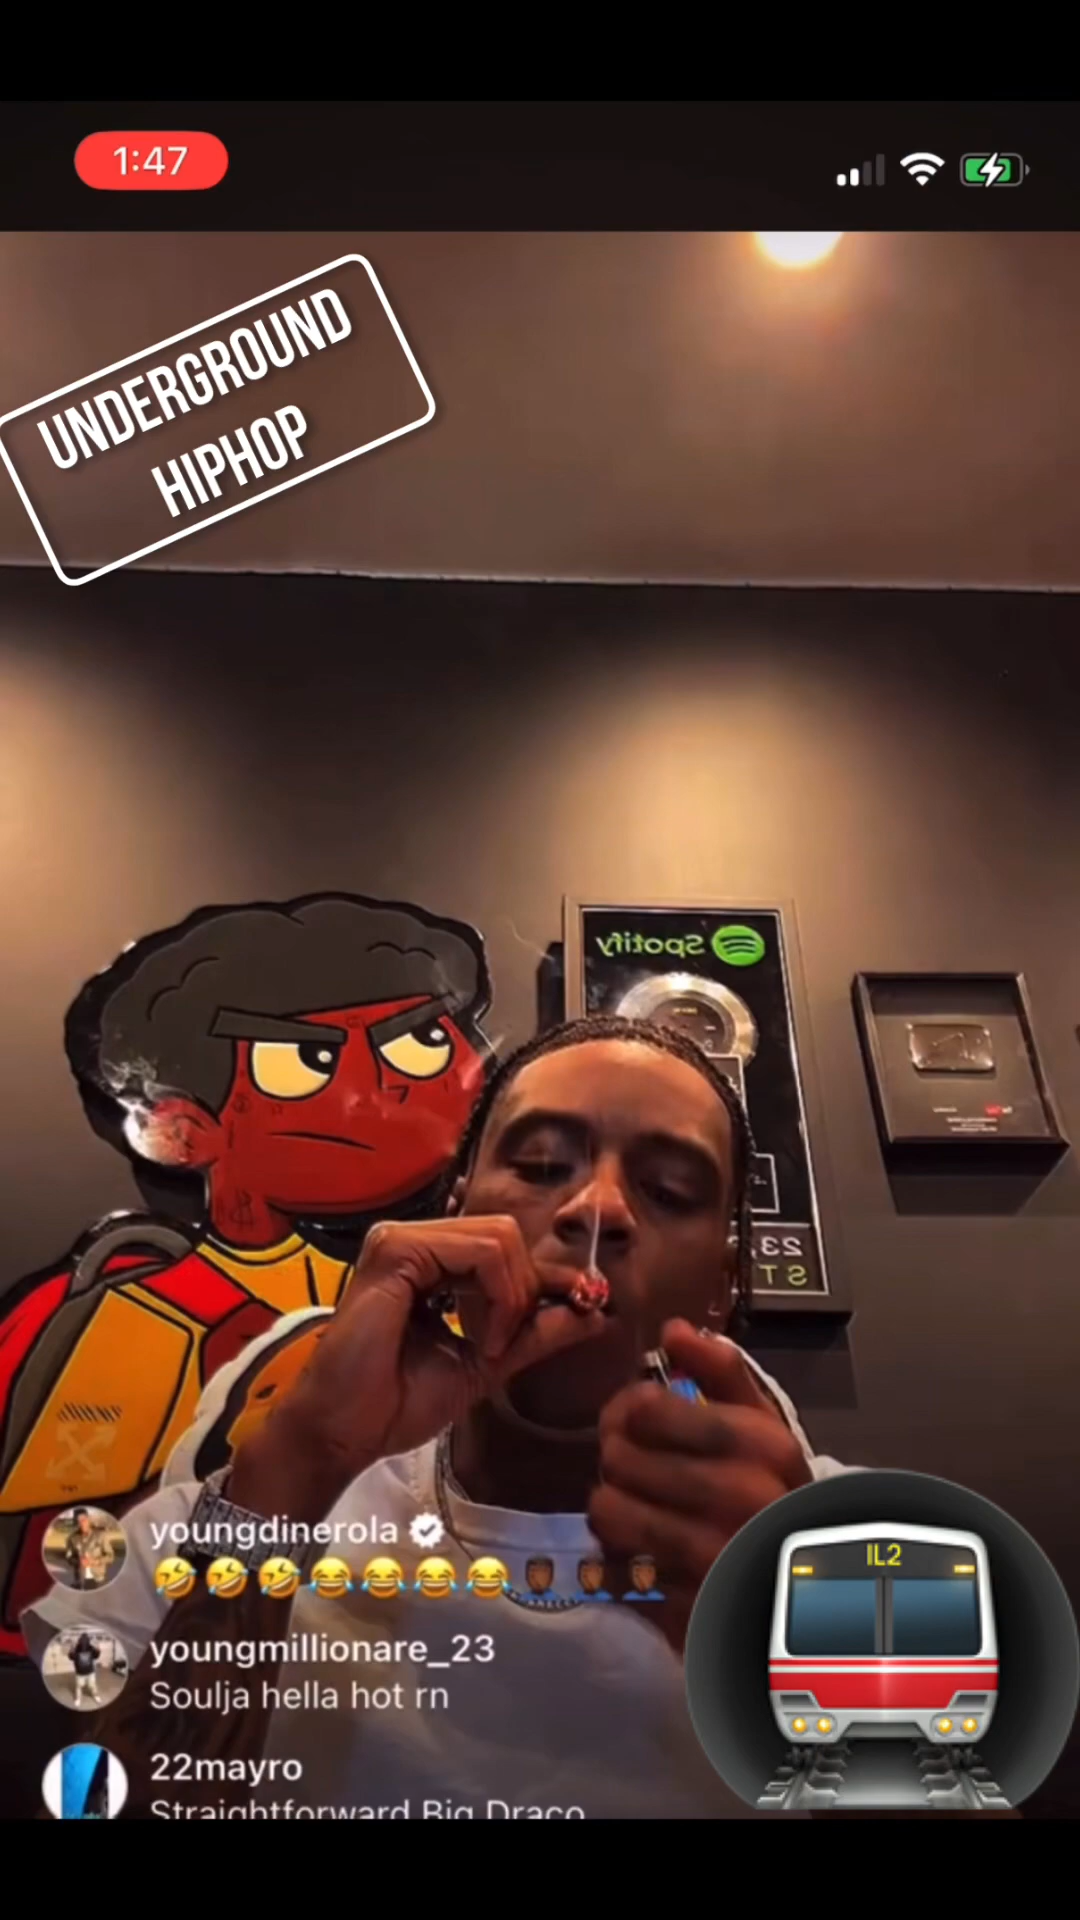 1:47
UNDERGROUND
HIPHOP
Spotify
23,
ST
youngdinerola
🤣🤣🤣😂😂😂😂🤦🏾‍♂️🤦🏾‍♂️🤦🏾‍♂️
youngmillionare_23
Soulja hella hot rn
22mayro
Straightforward Big Draco
IL2